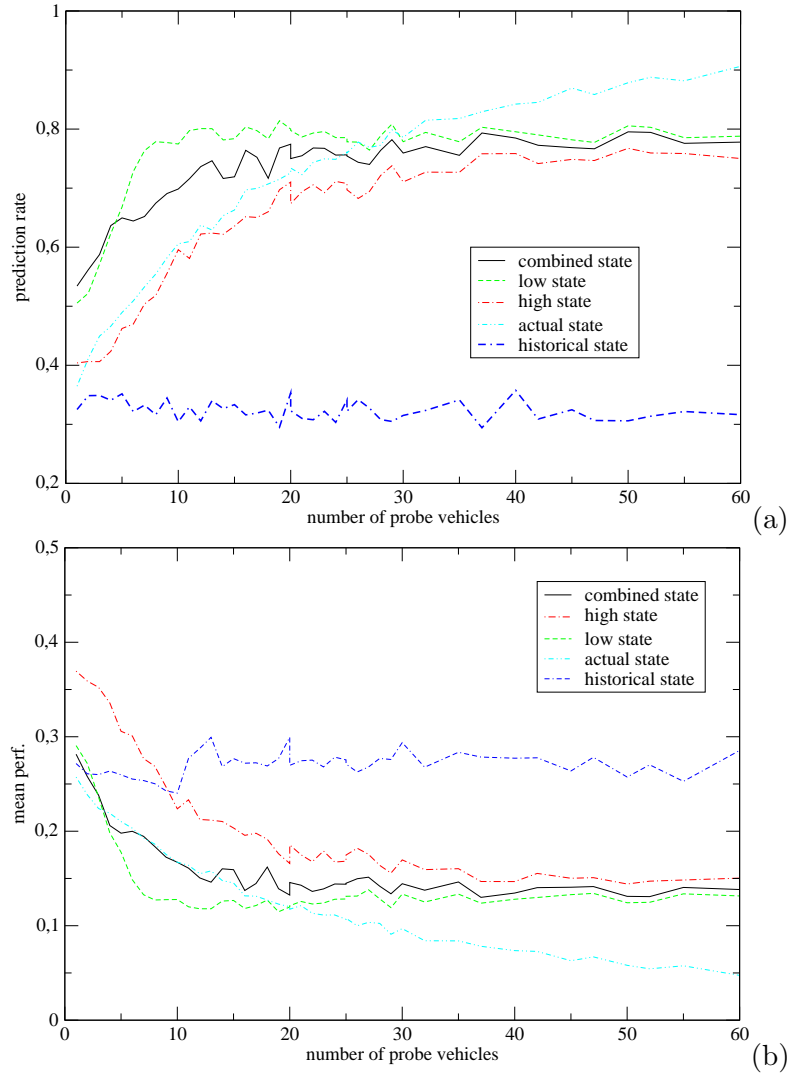 1
0,8
0,6
0,4
0,2
prediction rate
combined state
low state
high state
actual state
historical state
0 10 20 30 40 50 60
number of probe vehicles
(a)
0,5
0,4
0,3
0,2
0,1
0
mean perf.
combined state
high state
low state
actual state
historical state
0 10 20 30 40 50 60
number of probe vehicles
(b)